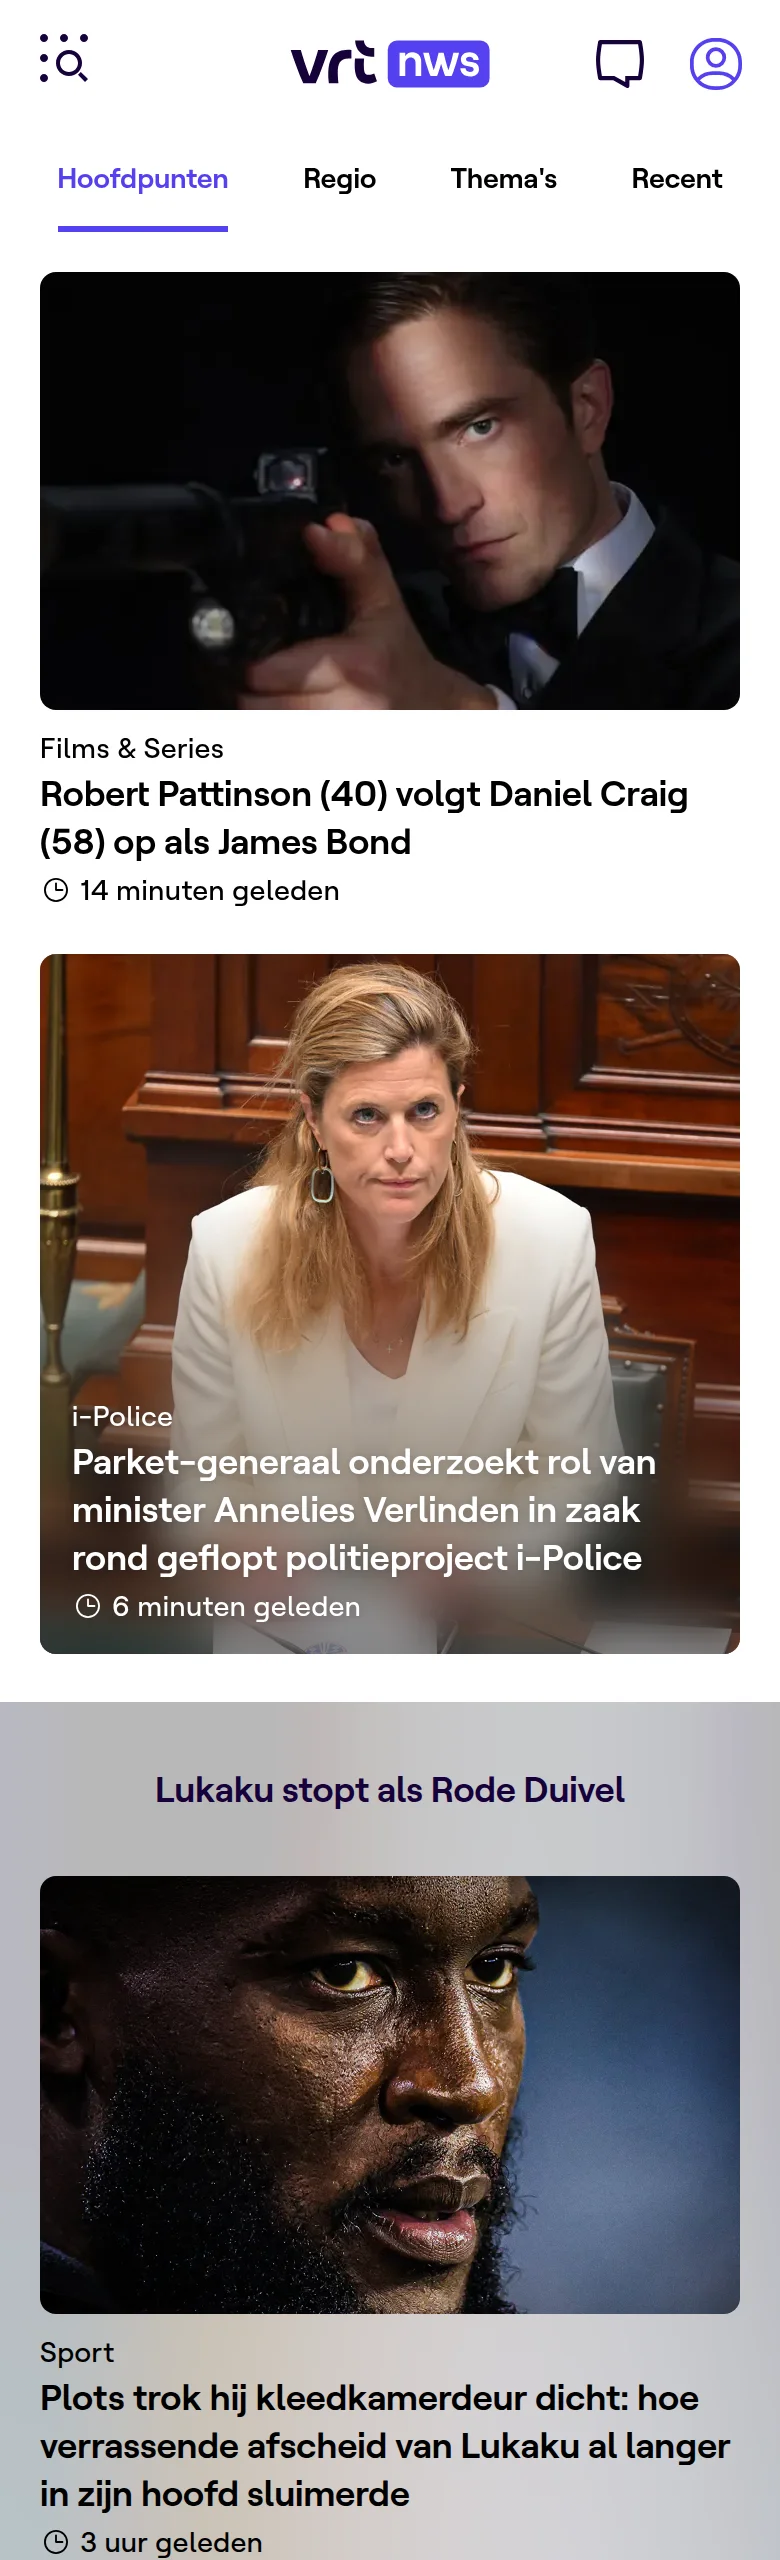 vrt nws
Hoofdpunten Regio Thema's Recent
Films & Series
Robert Pattinson (40) volgt Daniel Craig
(58) op als James Bond
14 minuten geleden
i-Police
Parket-generaal onderzoekt rol van
minister Annelies Verlinden in zaak
rond geflopt politieproject i-Police
6 minuten geleden
Lukaku stopt als Rode Duivel
Sport
Plots trok hij kleedkamerdeur dicht: hoe
verrassende afscheid van Lukaku al langer
in zijn hoofd sluimerde
3 uur geleden